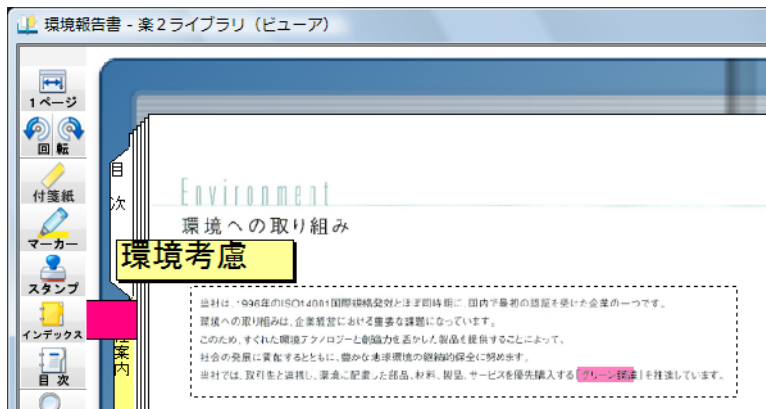 環境報告書 - 楽2ライブラリ（ビューア）
1ページ
回 転
付箋紙
マーカー
スタンプ
インデックス
目 次
目次
Environment
環境への取り組み
環境考慮
案内
当社は、1996年のISO14001国際規格発効とほぼ同時期に、国内で最初の認証を受けた企業の一つです。
環境への取り組みは、企業経営における重要な課題になっています。
このため、すぐれた環境テクノロジーと創造力を活かした製品を提供することによって、
社会の発展に貢献するとともに、豊かな地球環境の継続的保全に努めます。
当社では、取引先と連携し、環境に配慮した部品、材料、製品、サービスを優先購入する「グリーン調達」を推進しています。